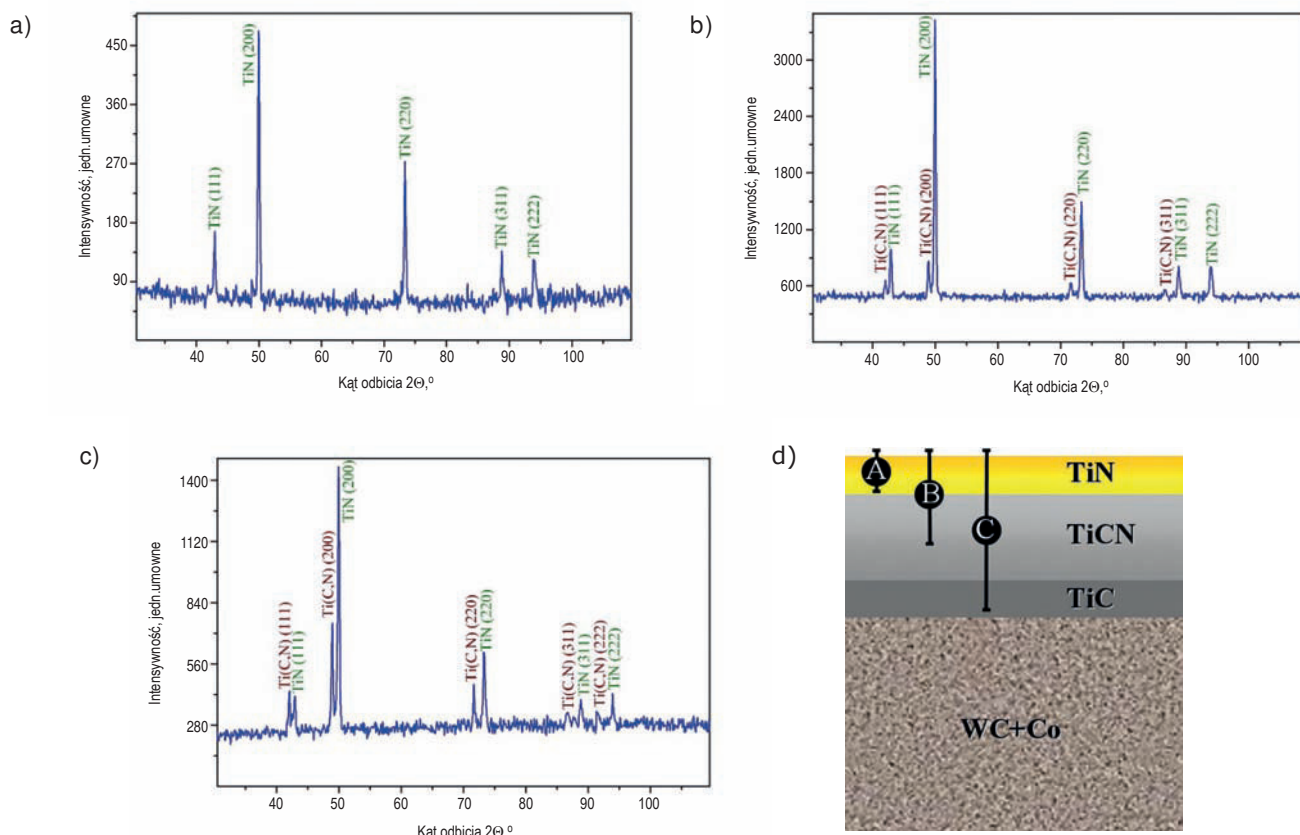 a)
Intensywność, jedn.umowne
450
360
270
180
90
TiN (111)
TiN (200)
TiN (220)
TiN (311)
TiN (222)
40 50 60 70 80 90 100
Kąt odbicia 2Θ,º
b)
Intensywność, jedn.umowne
3000
2400
1800
1200
600
Ti(C,N) (111)
TiN (111)
Ti(C,N) (200)
TiN (200)
Ti(C,N) (220)
TiN (220)
Ti(C,N) (311)
TiN (311)
TiN (222)
40 50 60 70 80 90 100
Kąt odbicia 2Θ,º
c)
Intensywność, jedn.umowne
1400
1120
840
560
280
Ti(C,N) (111)
TiN (111)
Ti(C,N) (200)
TiN (200)
Ti(C,N) (220)
TiN (220)
Ti(C,N) (311)
TiN (311)
Ti(C,N) (222)
TiN (222)
40 50 60 70 80 90 100
Kąt odbicia 2Θ,º
d)
A
B
C
TiN
TiCN
TiC
WC+Co